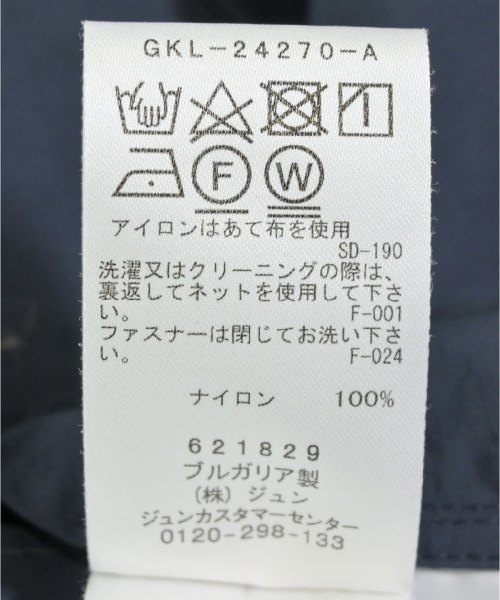 GKL-24270-A
F W
アイロンはあて布を使用
SD-190
洗濯又はクリーニングの際は、
裏返してネットを使用して下さ
い。 F-001
ファスナーは閉じてお洗い下さ
い。 F-024
ナイロン 100%
621829
ブルガリア製
(株) ジュン
ジュンカスタマーセンター
0120-298-133